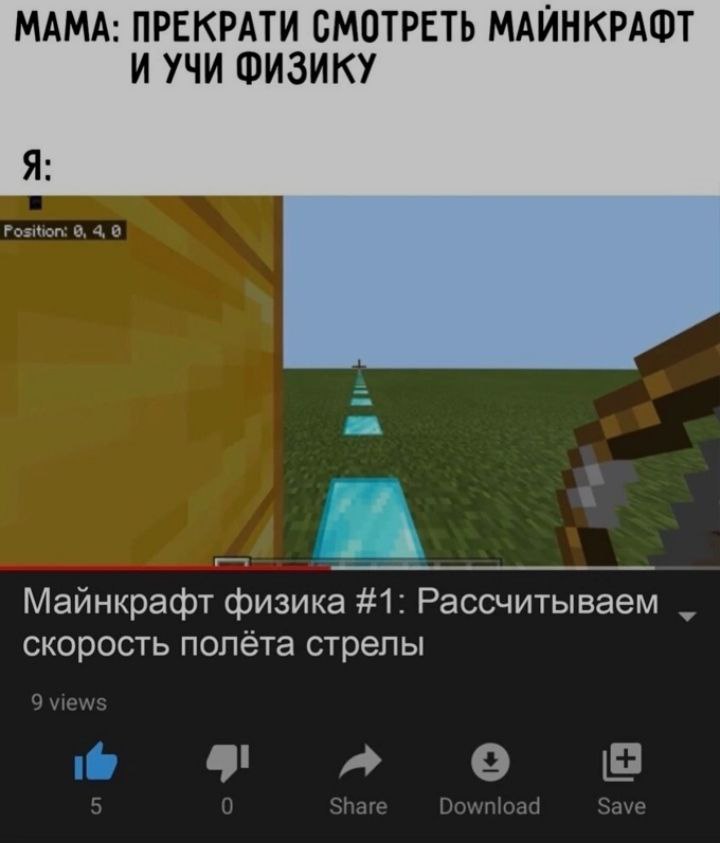 МАМА: ПРЕКРАТИ СМОТРЕТЬ МАЙНКРАФТ
И УЧИ ФИЗИКУ
Я:
Position: 0, 4, 0
Майнкрафт физика #1: Рассчитываем
скорость полёта стрелы
9 views
5 0 Share Download Save